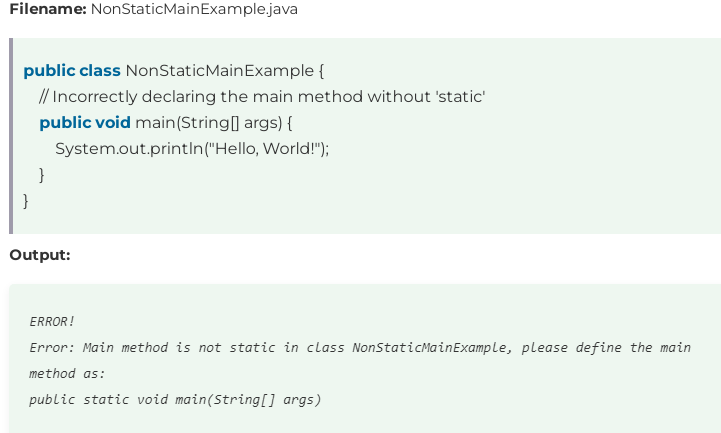 Filename: NonStaticMainExample.java
public class NonStaticMainExample {
// Incorrectly declaring the main method without 'static'
public void main(String[] args) {
System.out.println("Hello, World!");
}
}
Output:
ERROR!
Error: Main method is not static in class NonStaticMainExample, please define the main
method as:
public static void main(String[] args)